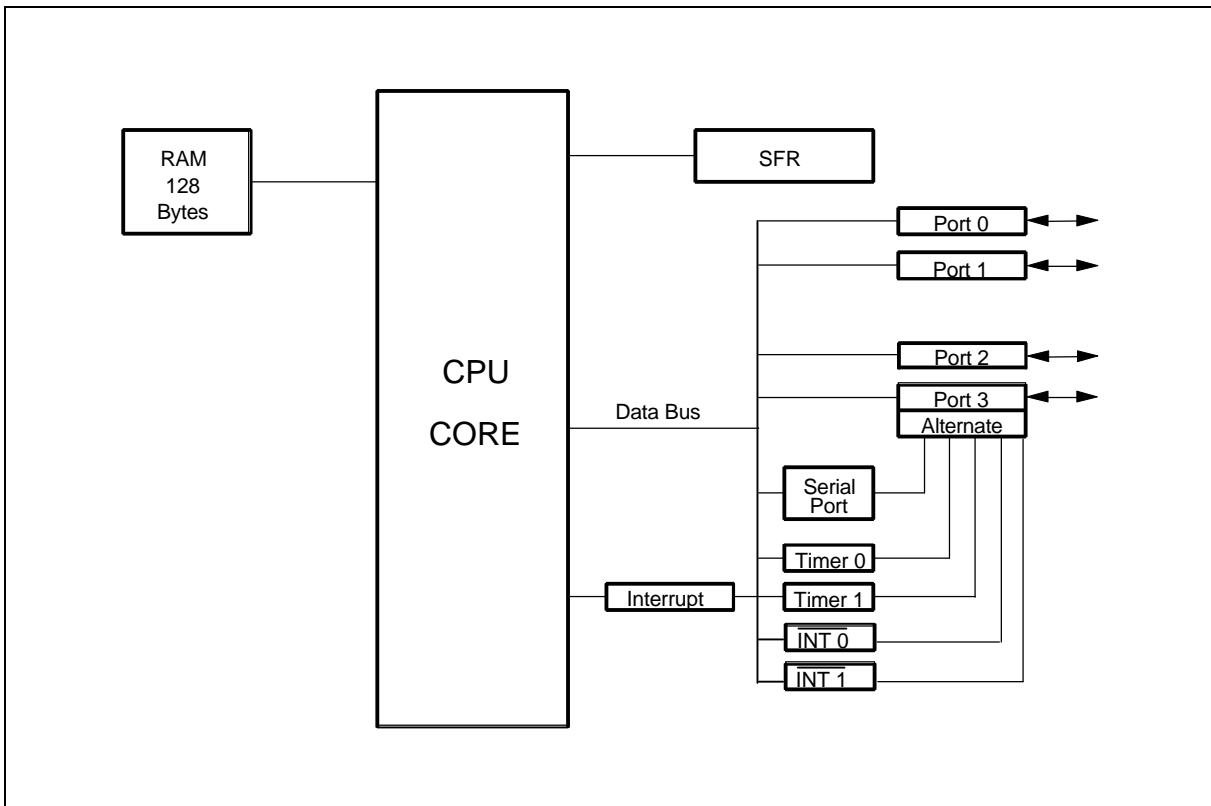 RAM
128
Bytes
CPU
CORE
SFR
Port 0
Port 1
Port 2
Port 3
Alternate
Data Bus
Serial
Port
Timer 0
Interrupt
Timer 1
INT 0
INT 1